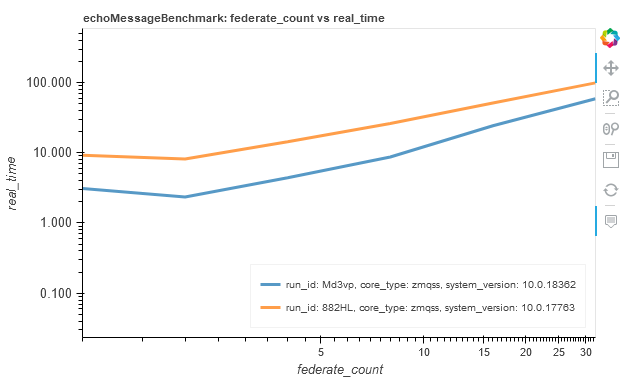 echoMessageBenchmark: federate_count vs real_time
100.000
10.000
1.000
0.100
real_time
run_id: Md3vp, core_type: zmqss, system_version: 10.0.18362
run_id: 882HL, core_type: zmqss, system_version: 10.0.17763
5
10
15
20
25
30
federate_count